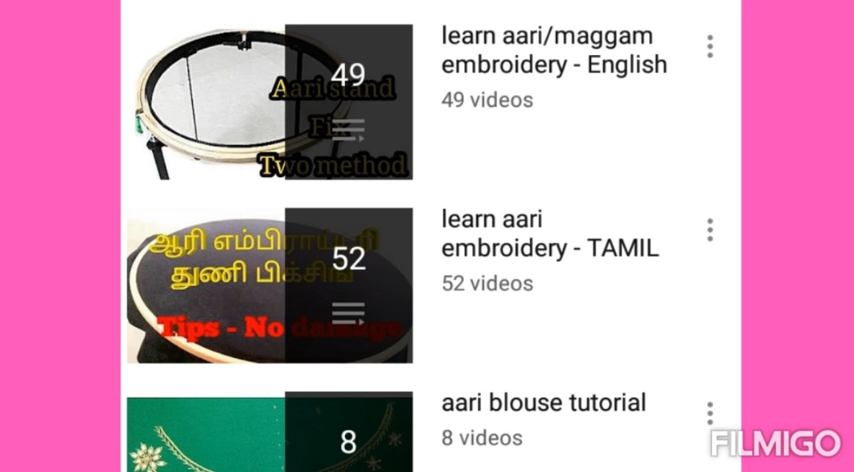 49
Aari stand
Fix
Two method
learn aari/maggam
embroidery - English
49 videos
ஆரி எம்பிராய்டரி
துணி பிக்சிங்
52
Tips - No damage
learn aari
embroidery - TAMIL
52 videos
8
aari blouse tutorial
8 videos
FILMIGO